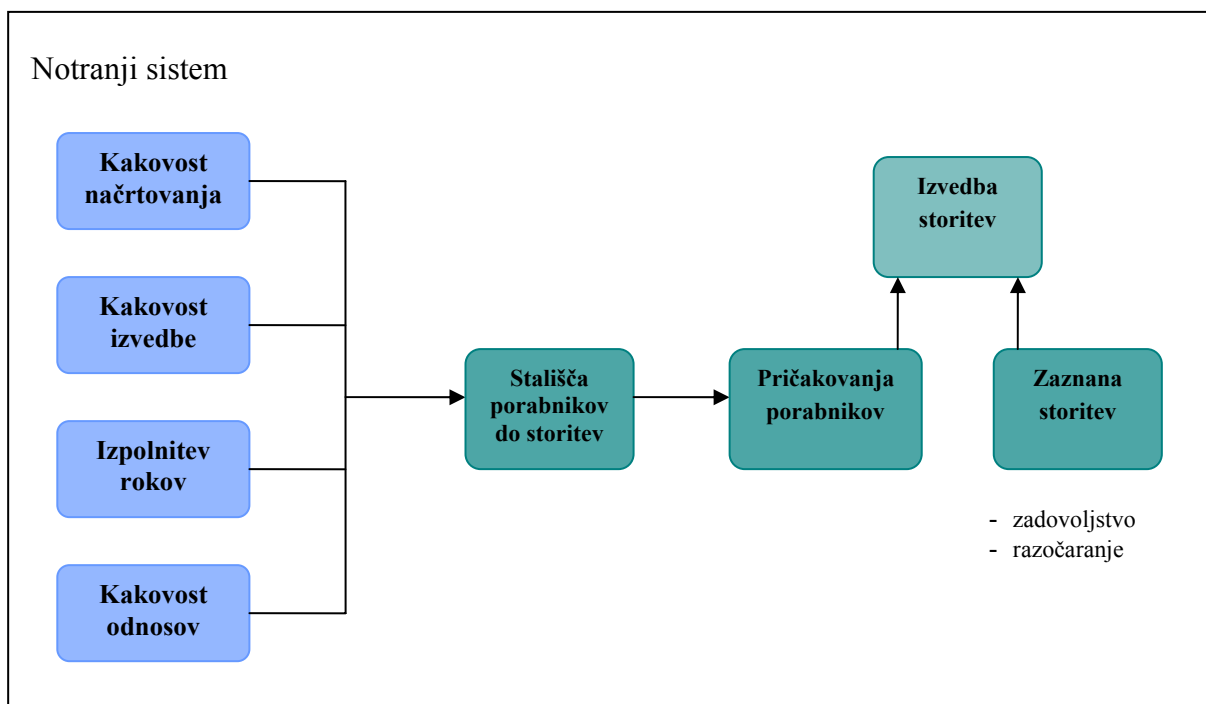 Notranji sistem
Kakovost
načrtovanja
Kakovost
izvedbe
Izpolnitev
rokov
Kakovost
odnosov
Stališča
porabnikov
do storitev
Pričakovanja
porabnikov
Izvedba
storitev
Zaznana
storitev
- zadovoljstvo
- razočaranje